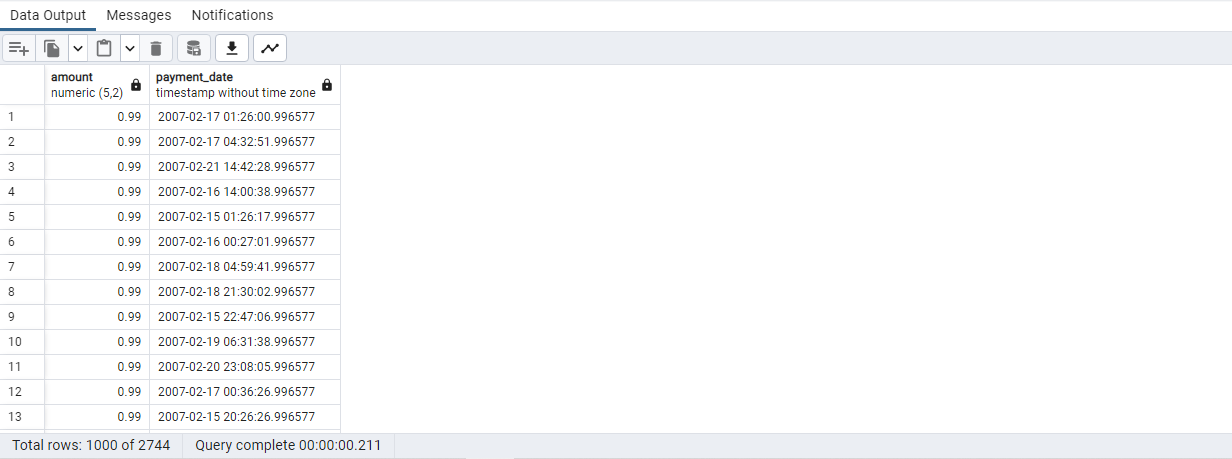 Data Output Messages Notifications
amount payment_date
numeric (5,2) timestamp without time zone
1 0.99 2007-02-17 01:26:00.996577
2 0.99 2007-02-17 04:32:51.996577
3 0.99 2007-02-21 14:42:28.996577
4 0.99 2007-02-16 14:00:38.996577
5 0.99 2007-02-15 01:26:17.996577
6 0.99 2007-02-16 00:27:01.996577
7 0.99 2007-02-18 04:59:41.996577
8 0.99 2007-02-18 21:30:02.996577
9 0.99 2007-02-15 22:47:06.996577
10 0.99 2007-02-19 06:31:38.996577
11 0.99 2007-02-20 23:08:05.996577
12 0.99 2007-02-17 00:36:26.996577
13 0.99 2007-02-15 20:26:26.996577
Total rows: 1000 of 2744 Query complete 00:00:00.211